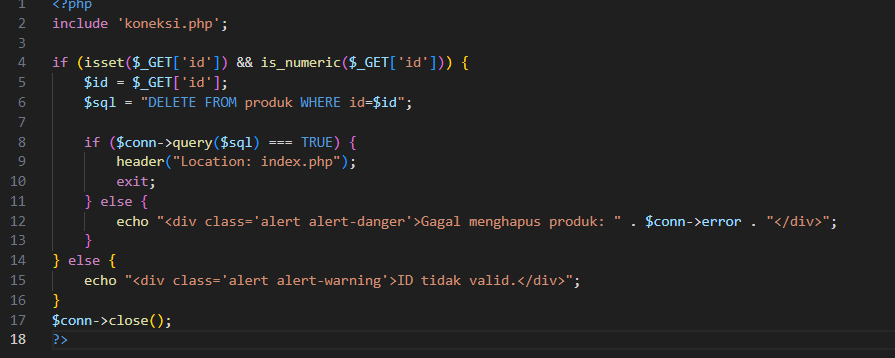 1 <?php
2 include 'koneksi.php';
3
4 if (isset($_GET['id']) && is_numeric($_GET['id'])) {
5     $id = $_GET['id'];
6     $sql = "DELETE FROM produk WHERE id=$id";
7
8     if ($conn->query($sql) === TRUE) {
9         header("Location: index.php");
10         exit;
11     } else {
12         echo "<div class='alert alert-danger'>Gagal menghapus produk: " . $conn->error . "</div>";
13     }
14 } else {
15     echo "<div class='alert alert-warning'>ID tidak valid.</div>";
16 }
17 $conn->close();
18 ?>